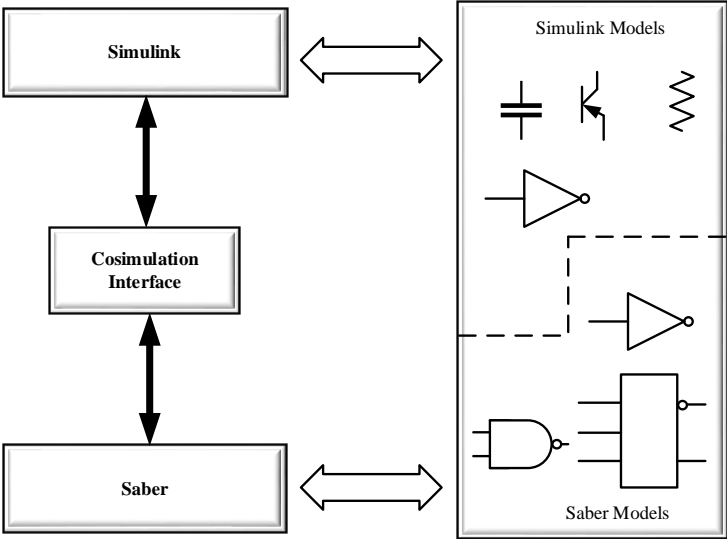 Simulink
Simulink Models
Cosimulation
Interface
Saber
Saber Models